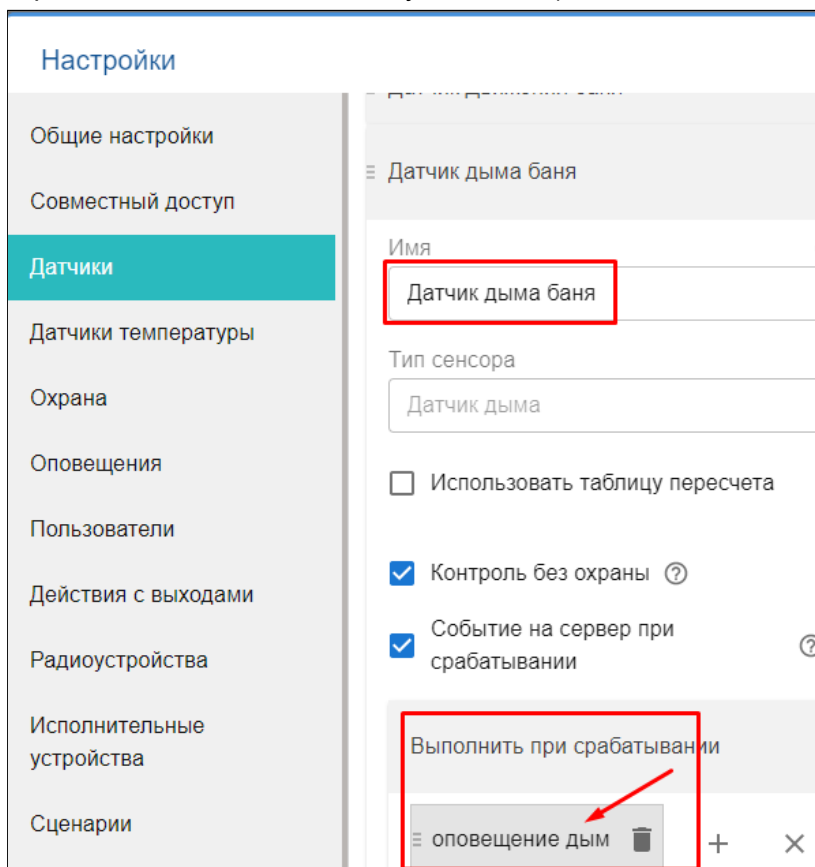 Настройки
Общие настройки
Совместный доступ
Датчики
Датчики температуры
Охрана
Оповещения
Пользователи
Действия с выходами
Радиоустройства
Исполнительные
устройства
Сценарии
Датчик дыма баня
Имя
Датчик дыма баня
Тип сенсора
Датчик дыма
Использовать таблицу пересчета
Контроль без охраны
Событие на сервер при
срабатывании
Выполнить при срабатывании
оповещение дым